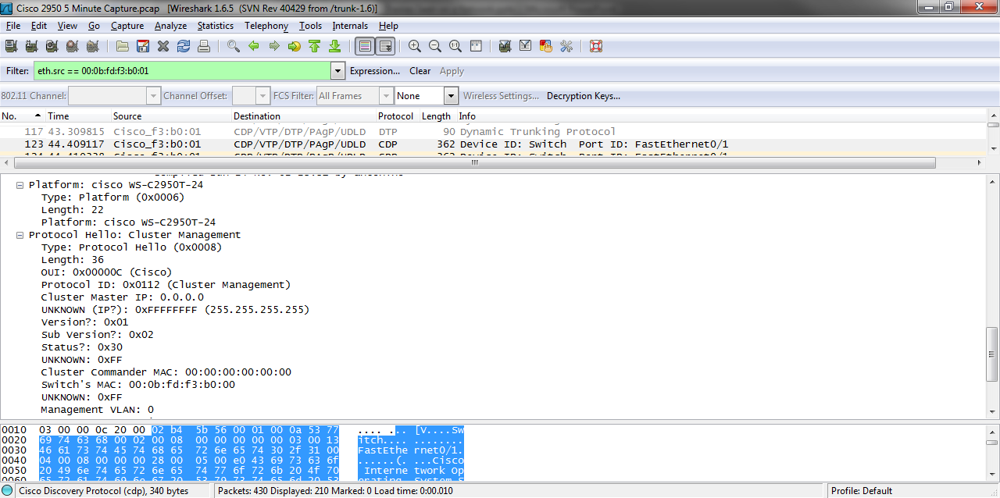 Cisco 2950 5 Minute Capture.pcap [Wireshark 1.6.5 (SVN Rev 40429 from /trunk-1.6)]
File Edit View Go Capture Analyze Statistics Telephony Tools Internals Help
Filter: eth.src == 00:0b:fd:f3:b0:01 Expression... Clear Apply
802.11 Channel: Channel Offset: FCS Filter: All Frames None Wireless Settings... Decryption Keys...
No. Time Source Destination Protocol Length Info
117 43.309815 Cisco_f3:b0:01 CDP/VTP/DTP/PAgP/UDLD DTP 90 Dynamic Trunking Protocol
123 44.409117 Cisco_f3:b0:01 CDP/VTP/DTP/PAgP/UDLD CDP 362 Device ID: Switch Port ID: FastEthernet0/1
Platform: cisco WS-C2950T-24
Type: Platform (0x0006)
Length: 22
Platform: cisco WS-C2950T-24
Protocol Hello: Cluster Management
Type: Protocol Hello (0x0008)
Length: 36
OUI: 0x00000C (Cisco)
Protocol ID: 0x0112 (Cluster Management)
Cluster Master IP: 0.0.0.0
UNKNOWN (IP?): 0xFFFFFFFF (255.255.255.255)
Version?: 0x01
Sub Version?: 0x02
Status?: 0x30
UNKNOWN: 0xFF
Cluster Commander MAC: 00:00:00:00:00:00
Switch's MAC: 00:0b:fd:f3:b0:00
UNKNOWN: 0xFF
Management VLAN: 0
0010 03 00 00 0c 20 00 02 b4 5b 56 00 01 00 0a 53 77 .... ... [V....Sw
0020 69 74 63 68 00 02 00 08 00 00 00 00 00 03 00 13 itch.... ........
0030 46 61 73 74 45 74 68 65 72 6e 65 74 30 2f 31 00 FastEthe rnet0/1.
0040 04 00 08 00 00 00 28 00 05 00 e0 43 69 73 63 6f ......(. ...Cisco
0050 20 49 6e 74 65 72 6e 65 74 77 6f 72 6b 20 4f 70 Interne twork Op
Cisco Discovery Protocol (cdp), 340 bytes Packets: 430 Displayed: 210 Marked: 0 Load time: 0:00.010 Profile: Default